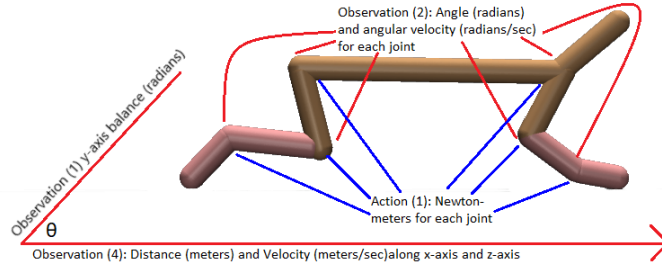 Observation (2): Angle (radians)
and angular velocity (radians/sec)
for each joint
Observation (1) y-axis balance (radians)
Action (1): Newton-
meters for each joint
θ
Observation (4): Distance (meters) and Velocity (meters/sec)along x-axis and z-axis